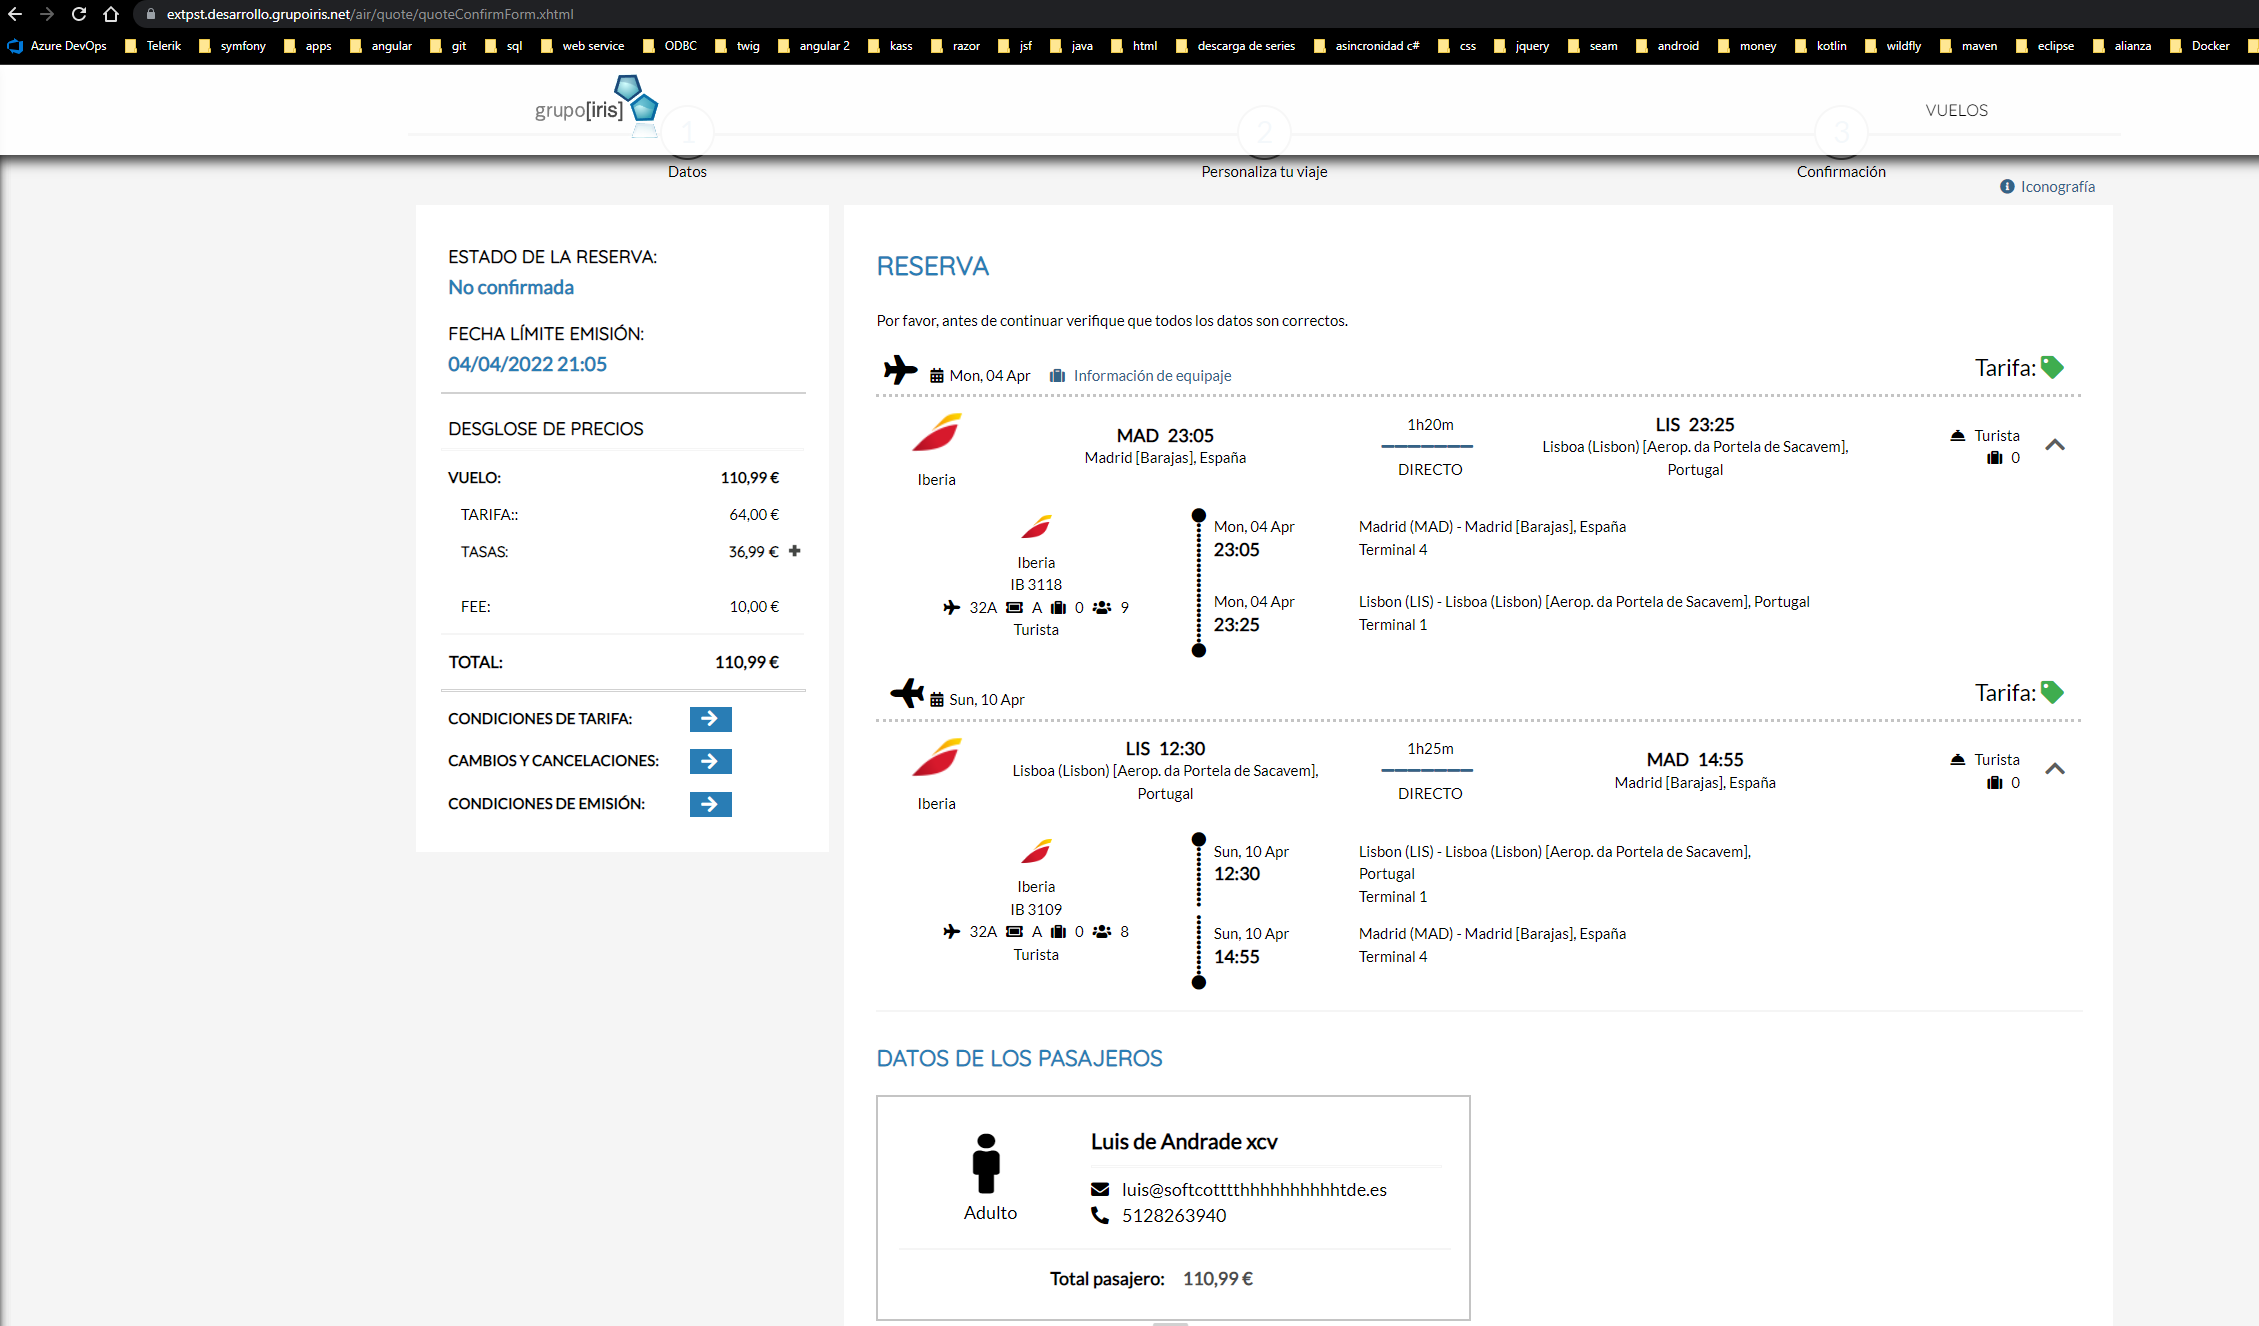 extpst.desarrollo.grupoiris.net/air/quote/quoteConfirmForm.xhtml
Azure DevOps Telerik symfony apps angular git sql web service ODBC twig angular 2 kass razor jsf java html descarga de series asincronidad c# css jquery seam android money kotlin wildfly maven eclipse alianza Docker
grupo[iris]
VUELOS
1 2 3
Datos Personaliza tu viaje Confirmación
Iconografía
ESTADO DE LA RESERVA:
No confirmada
FECHA LÍMITE EMISIÓN:
04/04/2022 21:05
DESGLOSE DE PRECIOS
VUELO: 110,99 €
TARIFA:: 64,00 €
TASAS: 36,99 €
FEE: 10,00 €
TOTAL: 110,99 €
CONDICIONES DE TARIFA:
CAMBIOS Y CANCELACIONES:
CONDICIONES DE EMISIÓN:
RESERVA
Por favor, antes de continuar verifique que todos los datos son correctos.
Mon, 04 Apr Información de equipaje Tarifa:
Iberia
MAD 23:05
Madrid [Barajas], España
1h20m
DIRECTO
LIS 23:25
Lisboa (Lisbon) [Aerop. da Portela de Sacavem],
Portugal
Turista
0
Iberia
IB 3118
32A A 0 9
Turista
Mon, 04 Apr
23:05
Madrid (MAD) - Madrid [Barajas], España
Terminal 4
Mon, 04 Apr
23:25
Lisbon (LIS) - Lisboa (Lisbon) [Aerop. da Portela de Sacavem], Portugal
Terminal 1
Sun, 10 Apr Tarifa:
Iberia
LIS 12:30
Lisboa (Lisbon) [Aerop. da Portela de Sacavem],
Portugal
1h25m
DIRECTO
MAD 14:55
Madrid [Barajas], España
Turista
0
Iberia
IB 3109
32A A 0 8
Turista
Sun, 10 Apr
12:30
Lisbon (LIS) - Lisboa (Lisbon) [Aerop. da Portela de Sacavem],
Portugal
Terminal 1
Sun, 10 Apr
14:55
Madrid (MAD) - Madrid [Barajas], España
Terminal 4
DATOS DE LOS PASAJEROS
Adulto
Luis de Andrade xcv
luis@softcotttthhhhhhhhhhtde.es
5128263940
Total pasajero: 110,99 €